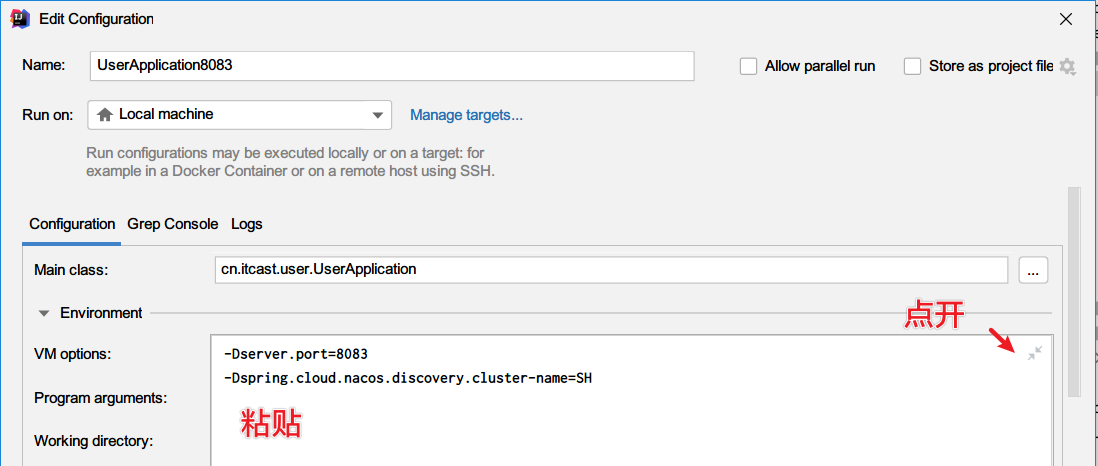 Edit Configuration
Name: UserApplication8083 Allow parallel run Store as project file
Run on: Local machine Manage targets...
Run configurations may be executed locally or on a target: for
example in a Docker Container or on a remote host using SSH.
Configuration Grep Console Logs
Main class: cn.itcast.user.UserApplication ...
Environment
点开
VM options: -Dserver.port=8083
-Dspring.cloud.nacos.discovery.cluster-name=SH
Program arguments:
粘贴
Working directory: